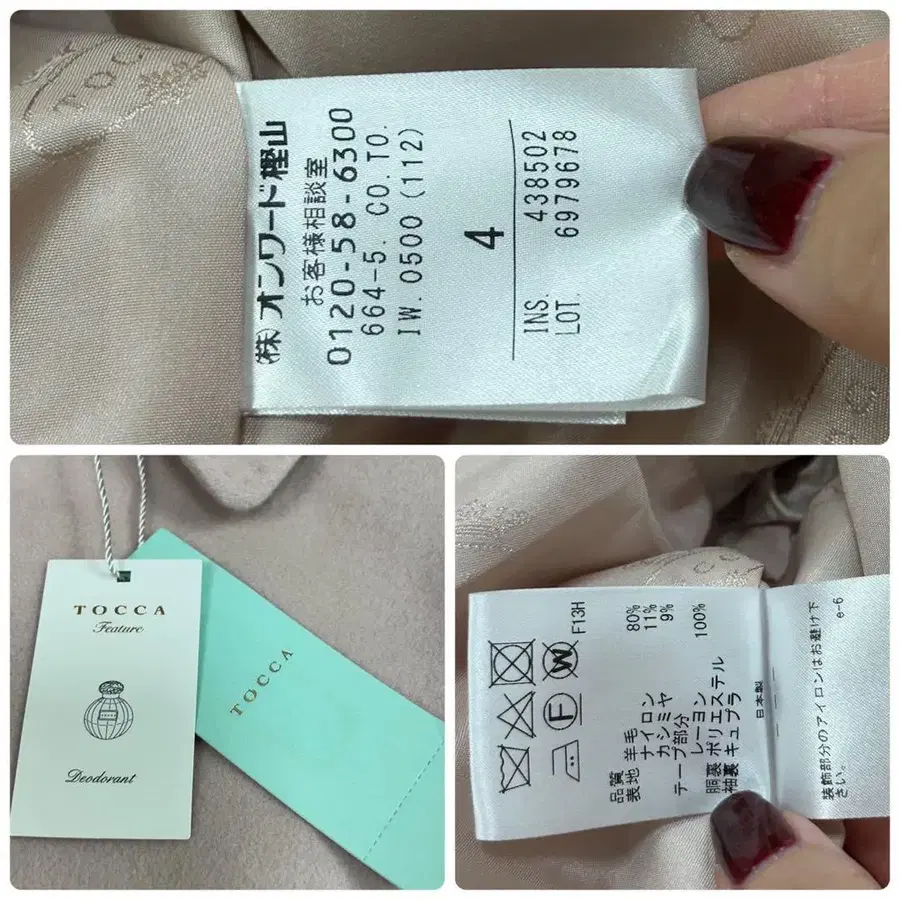 TOCCA
(株)オンワード樫山
お客様相談室
0120-58-6300
664-5. CO. TO.
IW. 0500 (112)
4
INS. 438502
LOT. 6979678
TOCCA
Feature
Deodorant
TOCCA
F13H
品質
表地 羊毛 80%
ナイロン 11%
カシミヤ 9%
テープ部分
レーヨン 100%
胴裏 ポリエステル
袖裏 キュプラ
日本製
装飾部分のアイロンはお避け下
さい。 e-6